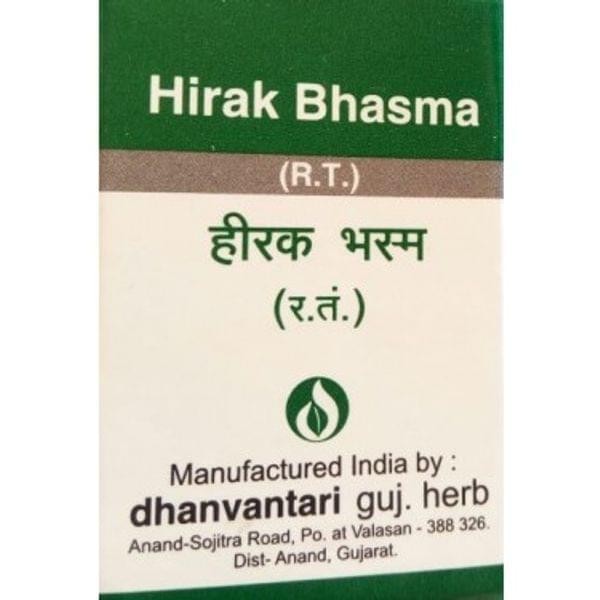 Hirak Bhasma
(R.T.)
हीरक भस्म
(र.तं.)
Manufactured India by :
dhanvantari guj. herb
Anand-Sojitra Road, Po. at Valasan - 388 326.
Dist- Anand, Gujarat.